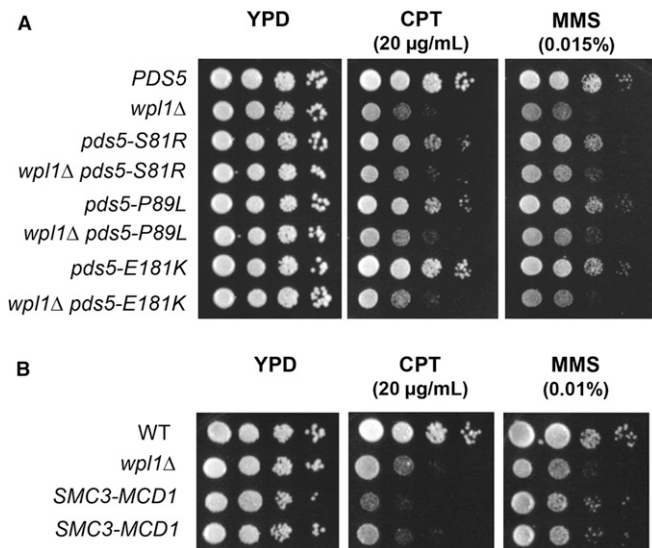 A
YPD CPT MMS
(20 µg/mL) (0.015%)
PDS5
wpl1Δ
pds5-S81R
wpl1Δ pds5-S81R
pds5-P89L
wpl1Δ pds5-P89L
pds5-E181K
wpl1Δ pds5-E181K
B
YPD CPT MMS
(20 µg/mL) (0.01%)
WT
wpl1Δ
SMC3-MCD1
SMC3-MCD1